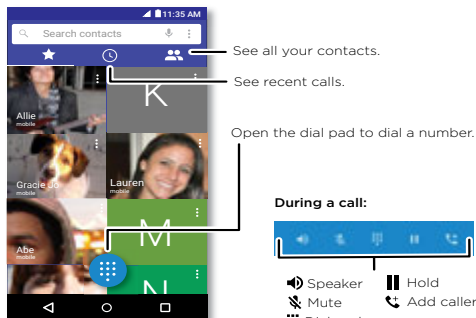 11:35 AM
Search contacts
See all your contacts.
See recent calls.
K
Allie
mobile
Open the dial pad to dial a number.
Gracie Jo
mobile
Lauren
mobile
During a call:
Abe
mobile
M
N
Speaker
Hold
Mute
Add caller